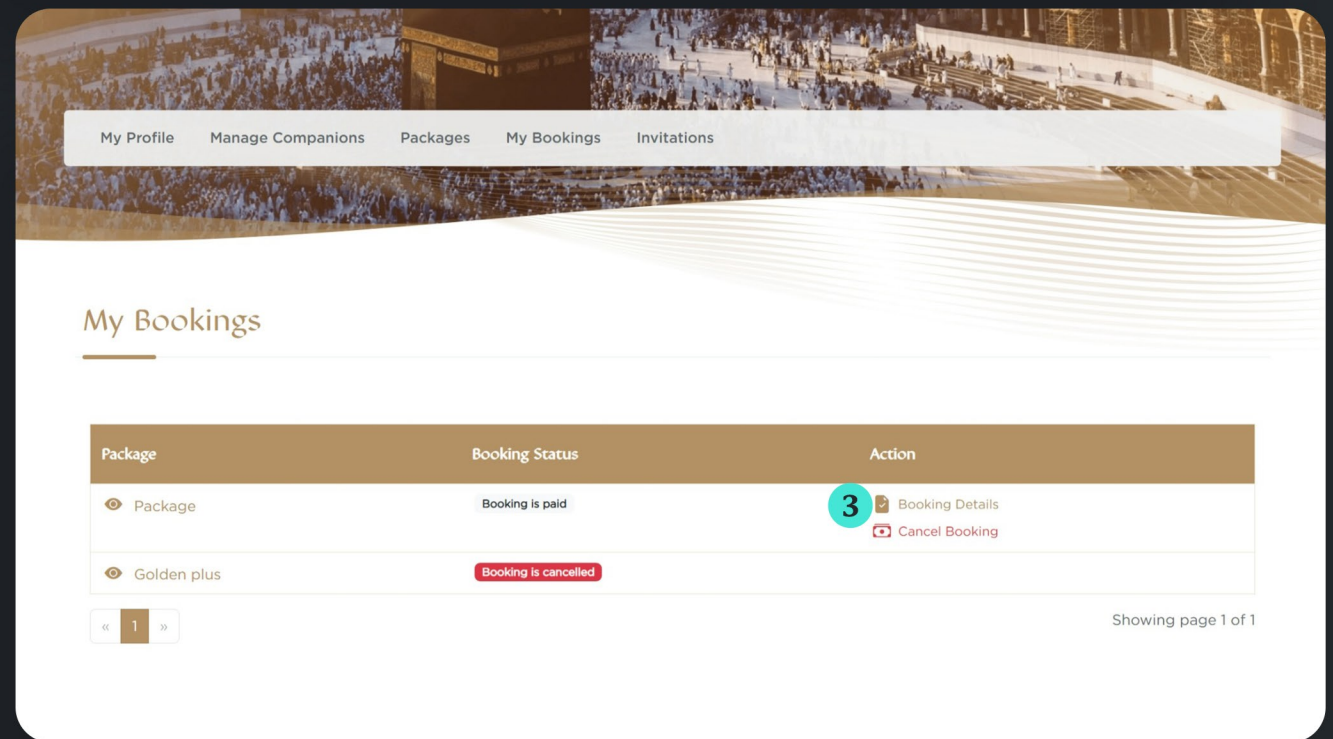 My Profile Manage Companions Packages My Bookings Invitations
My Bookings
Package Booking Status Action
Package Booking is paid 3 Booking Details
Cancel Booking
Golden plus Booking is cancelled
« 1 » Showing page 1 of 1